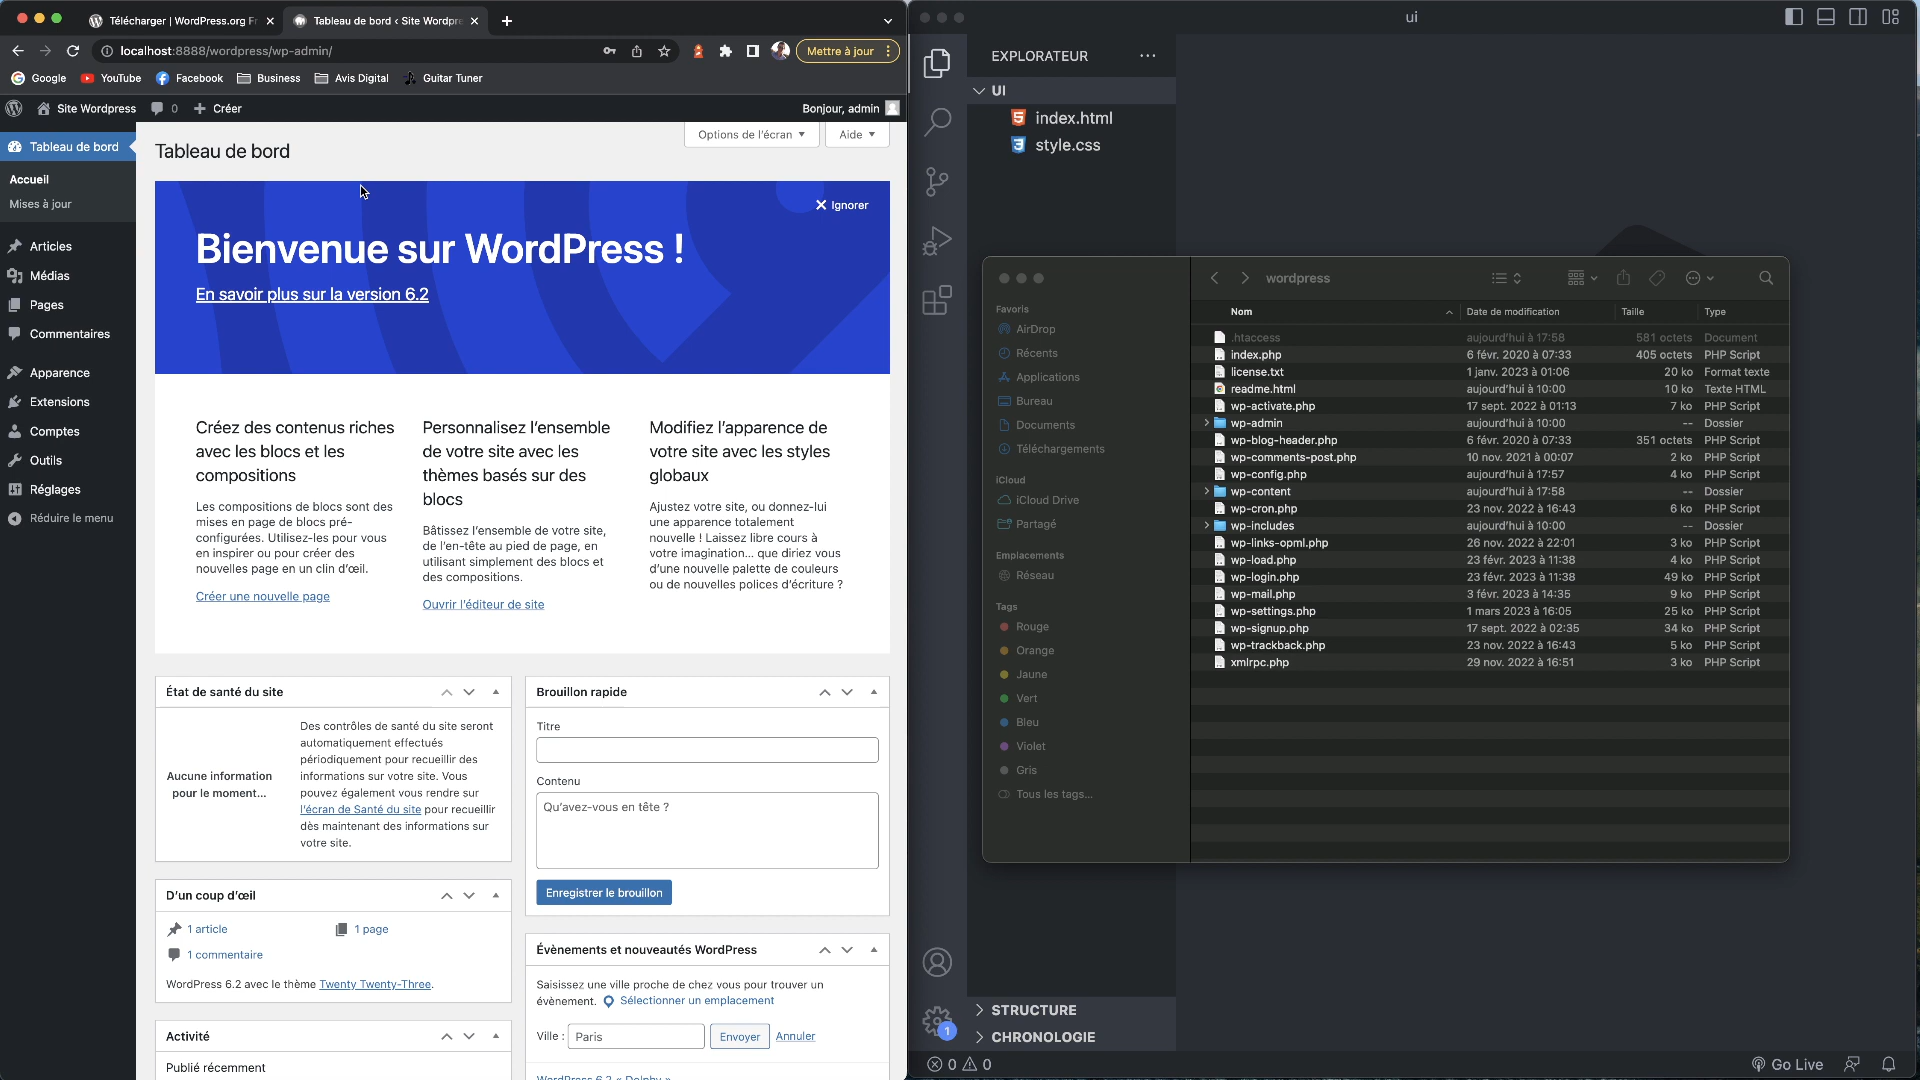 Télécharger | WordPress.org Fr
Tableau de bord ‹ Site Wordpre
localhost:8888/wordpress/wp-admin/
Mettre à jour
Google
YouTube
Facebook
Business
Avis Digital
Guitar Tuner
Site Wordpress
0
Créer
Bonjour, admin
Tableau de bord
Accueil
Mises à jour
Articles
Médias
Pages
Commentaires
Apparence
Extensions
Comptes
Outils
Réglages
Réduire le menu
Options de l'écran
Aide
Tableau de bord
Ignorer
Bienvenue sur WordPress !
En savoir plus sur la version 6.2
Créez des contenus riches
avec les blocs et les
compositions
Les compositions de blocs sont des
mises en page de blocs pré-
configurées. Utilisez-les pour vous
en inspirer ou pour créer des
nouvelles page en un clin d'œil.
Créer une nouvelle page
Personnalisez l'ensemble
de votre site avec les
thèmes basés sur des
blocs
Bâtissez l'ensemble de votre site,
de l'en-tête au pied de page, en
utilisant simplement des blocs et
des compositions.
Ouvrir l'éditeur de site
Modifiez l'apparence de
votre site avec les styles
globaux
Ajustez votre site, ou donnez-lui
une apparence totalement
nouvelle ! Laissez libre cours à
votre imagination... que diriez vous
d'une nouvelle palette de couleurs
ou de nouvelles polices d'écriture ?
État de santé du site
Aucune information
pour le moment...
Des contrôles de santé du site seront
automatiquement effectués
périodiquement pour recueillir des
informations sur votre site. Vous
pouvez également vous rendre sur
l'écran de Santé du site pour recueillir
dès maintenant des informations sur
votre site.
D'un coup d'œil
1 article
1 page
1 commentaire
WordPress 6.2 avec le thème Twenty Twenty-Three.
Activité
Publié récemment
Brouillon rapide
Titre
Contenu
Qu'avez-vous en tête ?
Enregistrer le brouillon
Évènements et nouveautés WordPress
Saisissez une ville proche de chez vous pour trouver un
évènement. Sélectionner un emplacement
Ville :
Paris
Envoyer
Annuler
WordPress 6.2 « Dolphy »
ui
EXPLORATEUR
UI
index.html
style.css
STRUCTURE
CHRONOLOGIE
1
0
0
Go Live
wordpress
Favoris
AirDrop
Récents
Applications
Bureau
Documents
Téléchargements
iCloud
iCloud Drive
Partagé
Emplacements
Réseau
Tags
Rouge
Orange
Jaune
Vert
Bleu
Violet
Gris
Tous les tags...
Nom Date de modification Taille Type
.htaccess aujourd'hui à 17:58 581 octets Document
index.php 6 févr. 2020 à 07:33 405 octets PHP Script
license.txt 1 janv. 2023 à 01:06 20 ko Format texte
readme.html aujourd'hui à 10:00 10 ko Texte HTML
wp-activate.php 17 sept. 2022 à 01:13 7 ko PHP Script
wp-admin aujourd'hui à 10:00 -- Dossier
wp-blog-header.php 6 févr. 2020 à 07:33 351 octets PHP Script
wp-comments-post.php 10 nov. 2021 à 00:07 2 ko PHP Script
wp-config.php aujourd'hui à 17:57 4 ko PHP Script
wp-content aujourd'hui à 17:58 -- Dossier
wp-cron.php 23 nov. 2022 à 16:43 6 ko PHP Script
wp-includes aujourd'hui à 10:00 -- Dossier
wp-links-opml.php 26 nov. 2022 à 22:01 3 ko PHP Script
wp-load.php 23 févr. 2023 à 11:38 4 ko PHP Script
wp-login.php 23 févr. 2023 à 11:38 49 ko PHP Script
wp-mail.php 3 févr. 2023 à 14:35 9 ko PHP Script
wp-settings.php 1 mars 2023 à 16:05 25 ko PHP Script
wp-signup.php 17 sept. 2022 à 02:35 34 ko PHP Script
wp-trackback.php 23 nov. 2022 à 16:43 5 ko PHP Script
xmlrpc.php 29 nov. 2022 à 16:51 3 ko PHP Script